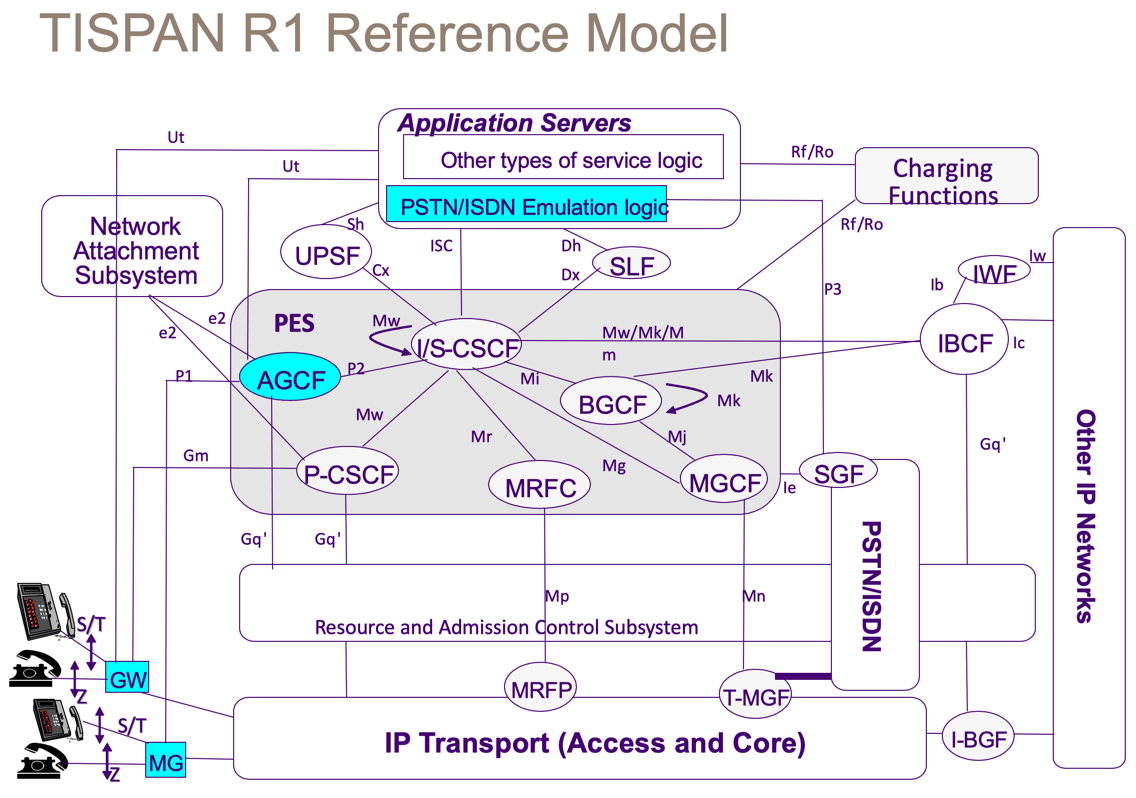 TISPAN R1 Reference Model
Application Servers
Other types of service logic
PSTN/ISDN Emulation logic
Ut
Ut
Rf/Ro
Charging
Functions
Rf/Ro
Network
Attachment
Subsystem
UPSF
Sh
ISC
Dh
SLF
Cx
Dx
P3
Iw
IWF
Ib
e2
e2
PES
Mw
I/S-CSCF
Mw/Mk/M
m
IBCF
Ic
P1
AGCF
P2
Mi
BGCF
Mk
Mk
Mw
Mr
Mj
Mg
Gm
P-CSCF
MRFC
MGCF
Ie
SGF
Gq'
Gq'
Gq'
Other IP Networks
PSTN/ISDN
Mp
Mn
Resource and Admission Control Subsystem
S/T
Z
GW
MRFP
T-MGF
S/T
Z
MG
IP Transport (Access and Core)
I-BGF